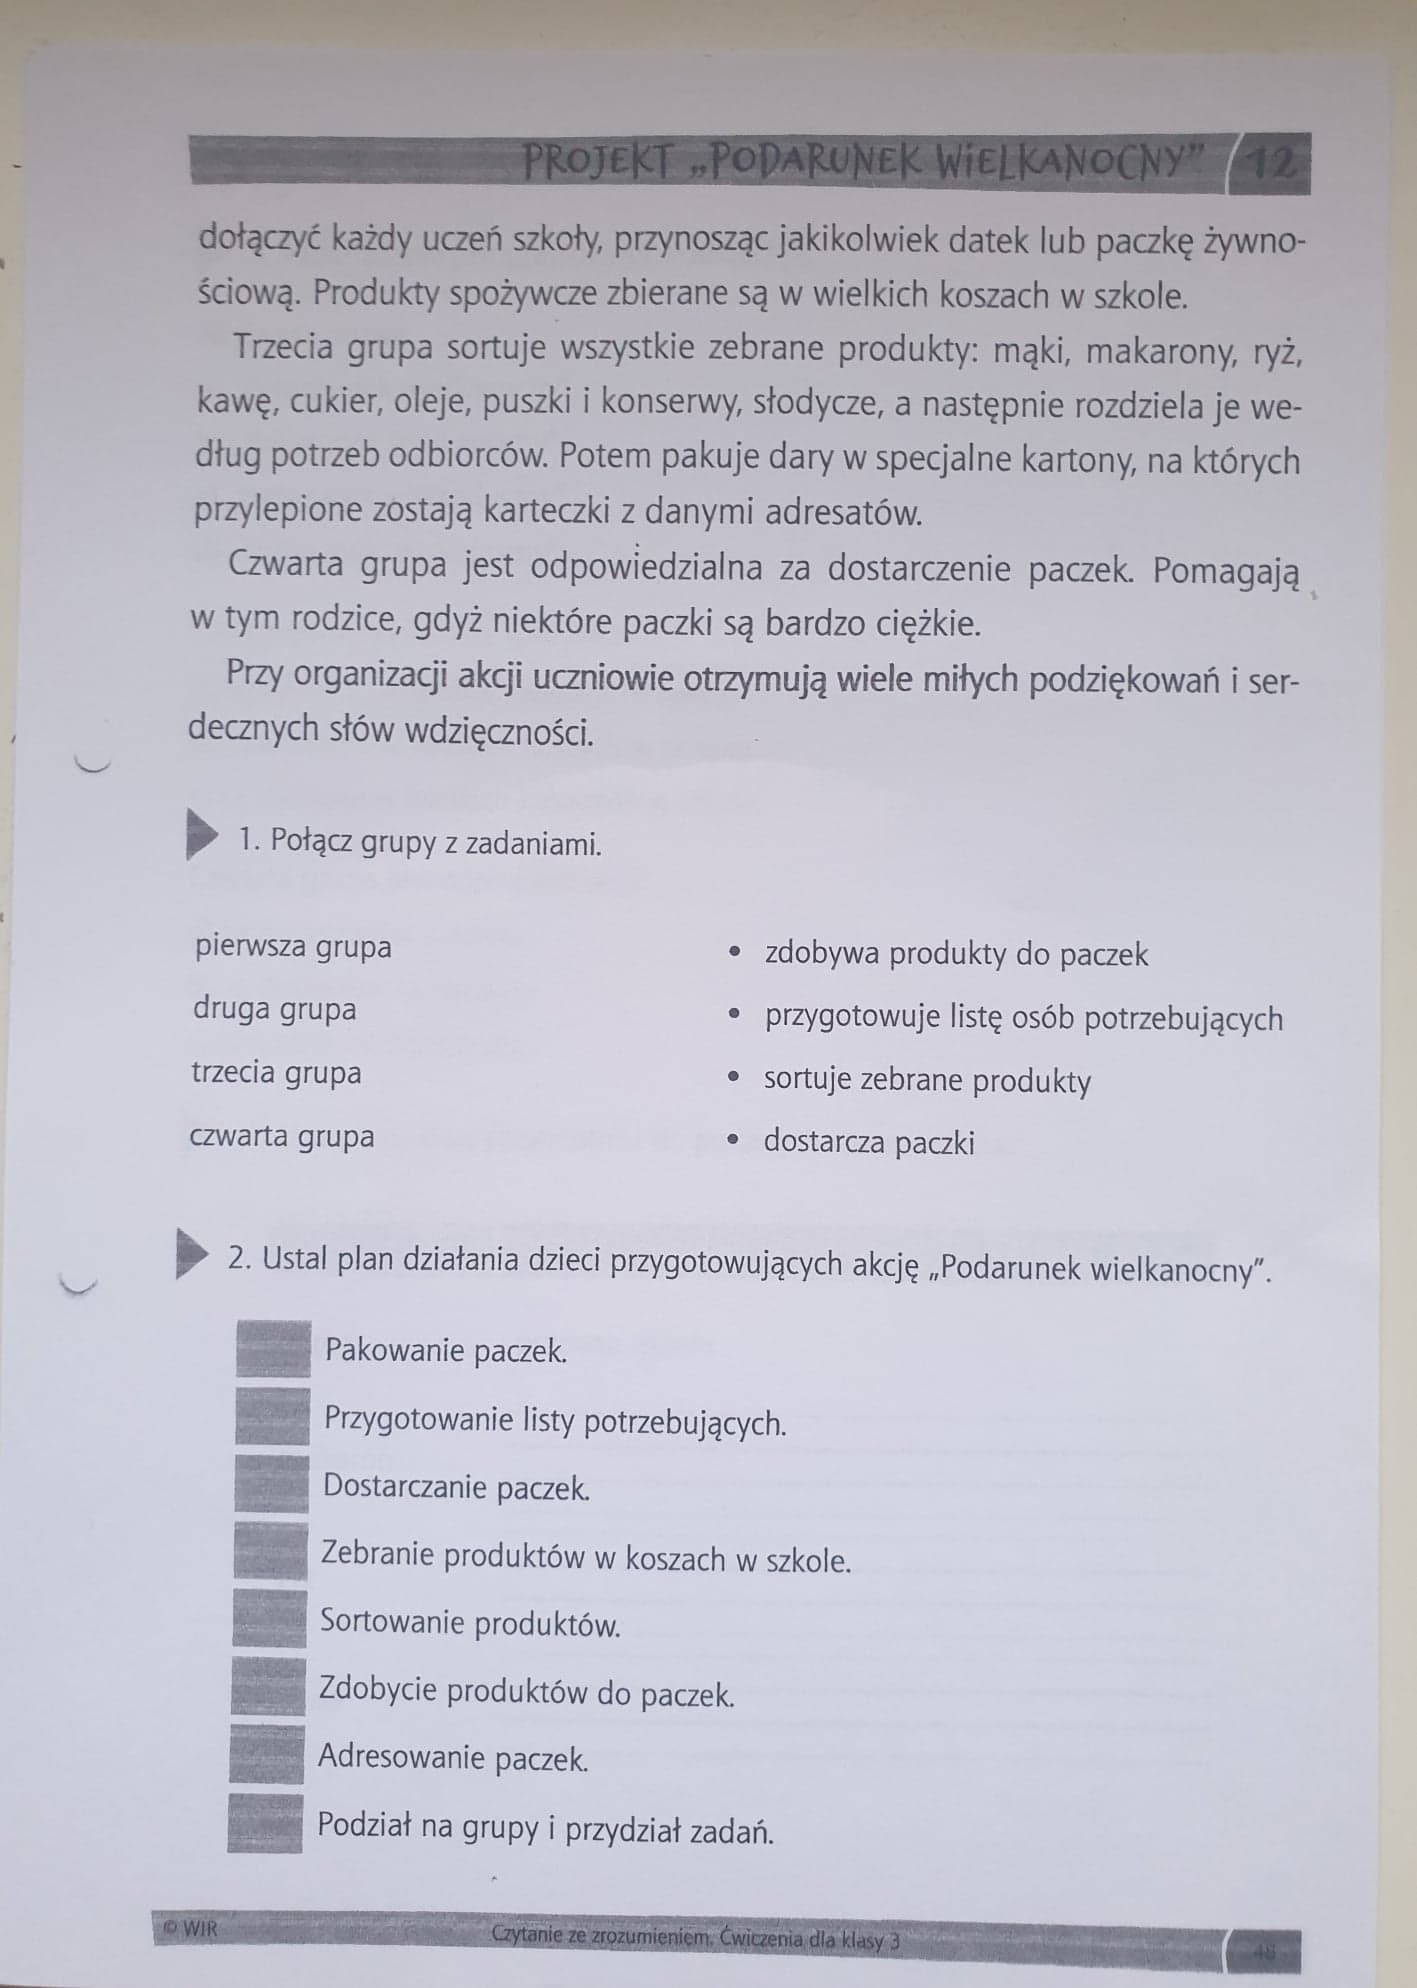 PROJEKT „PODARUNEK WiELKANOCNY” 12
dołączyć każdy uczeń szkoły, przynosząc jakikolwiek datek lub paczkę żywno-
ściową. Produkty spożywcze zbierane są w wielkich koszach w szkole.
Trzecia grupa sortuje wszystkie zebrane produkty: mąki, makarony, ryż,
kawę, cukier, oleje, puszki i konserwy, słodycze, a następnie rozdziela je we-
dług potrzeb odbiorców. Potem pakuje dary w specjalne kartony, na których
przylepione zostają karteczki z danymi adresatów.
Czwarta grupa jest odpowiedzialna za dostarczenie paczek. Pomagają
w tym rodzice, gdyż niektóre paczki są bardzo ciężkie.
Przy organizacji akcji uczniowie otrzymują wiele miłych podziękowań i ser-
decznych słów wdzięczności.
1. Połącz grupy z zadaniami.
pierwsza grupa • zdobywa produkty do paczek
druga grupa • przygotowuje listę osób potrzebujących
trzecia grupa • sortuje zebrane produkty
czwarta grupa • dostarcza paczki
2. Ustal plan działania dzieci przygotowujących akcję „Podarunek wielkanocny”.
Pakowanie paczek.
Przygotowanie listy potrzebujących.
Dostarczanie paczek.
Zebranie produktów w koszach w szkole.
Sortowanie produktów.
Zdobycie produktów do paczek.
Adresowanie paczek.
Podział na grupy i przydział zadań.
© WIR Czytanie ze zrozumieniem. Ćwiczenia dla klasy 3